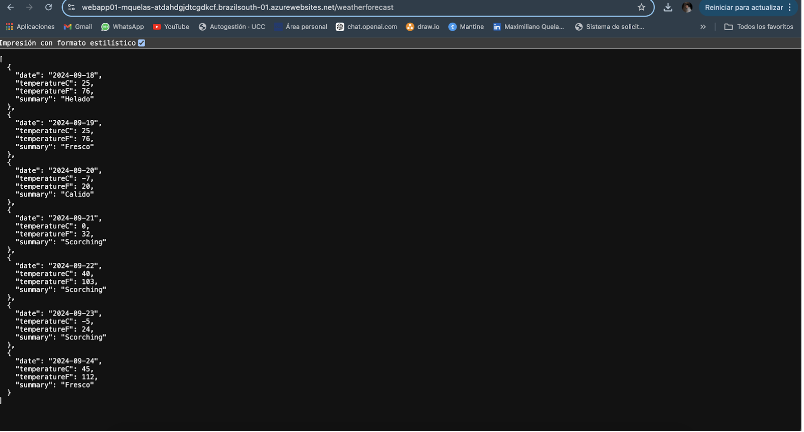 webapp01-mquelas-atdahdgjdtcgdkcf.brazilsouth-01.azurewebsites.net/weatherforecast
Reiniciar para actualizar
Aplicaciones
Gmail
WhatsApp
YouTube
Autogestión - UCC
Área personal
chat.openai.com
draw.io
Mantine
Maximiliano Quela...
Sistema de solicit...
»
Todos los favoritos
Impresión con formato estilístico
[
{
"date": "2024-09-18",
"temperatureC": 25,
"temperatureF": 76,
"summary": "Helado"
},
{
"date": "2024-09-19",
"temperatureC": 25,
"temperatureF": 76,
"summary": "Fresco"
},
{
"date": "2024-09-20",
"temperatureC": -7,
"temperatureF": 20,
"summary": "Calido"
},
{
"date": "2024-09-21",
"temperatureC": 0,
"temperatureF": 32,
"summary": "Scorching"
},
{
"date": "2024-09-22",
"temperatureC": 40,
"temperatureF": 103,
"summary": "Scorching"
},
{
"date": "2024-09-23",
"temperatureC": -5,
"temperatureF": 24,
"summary": "Scorching"
},
{
"date": "2024-09-24",
"temperatureC": 45,
"temperatureF": 112,
"summary": "Fresco"
}
]